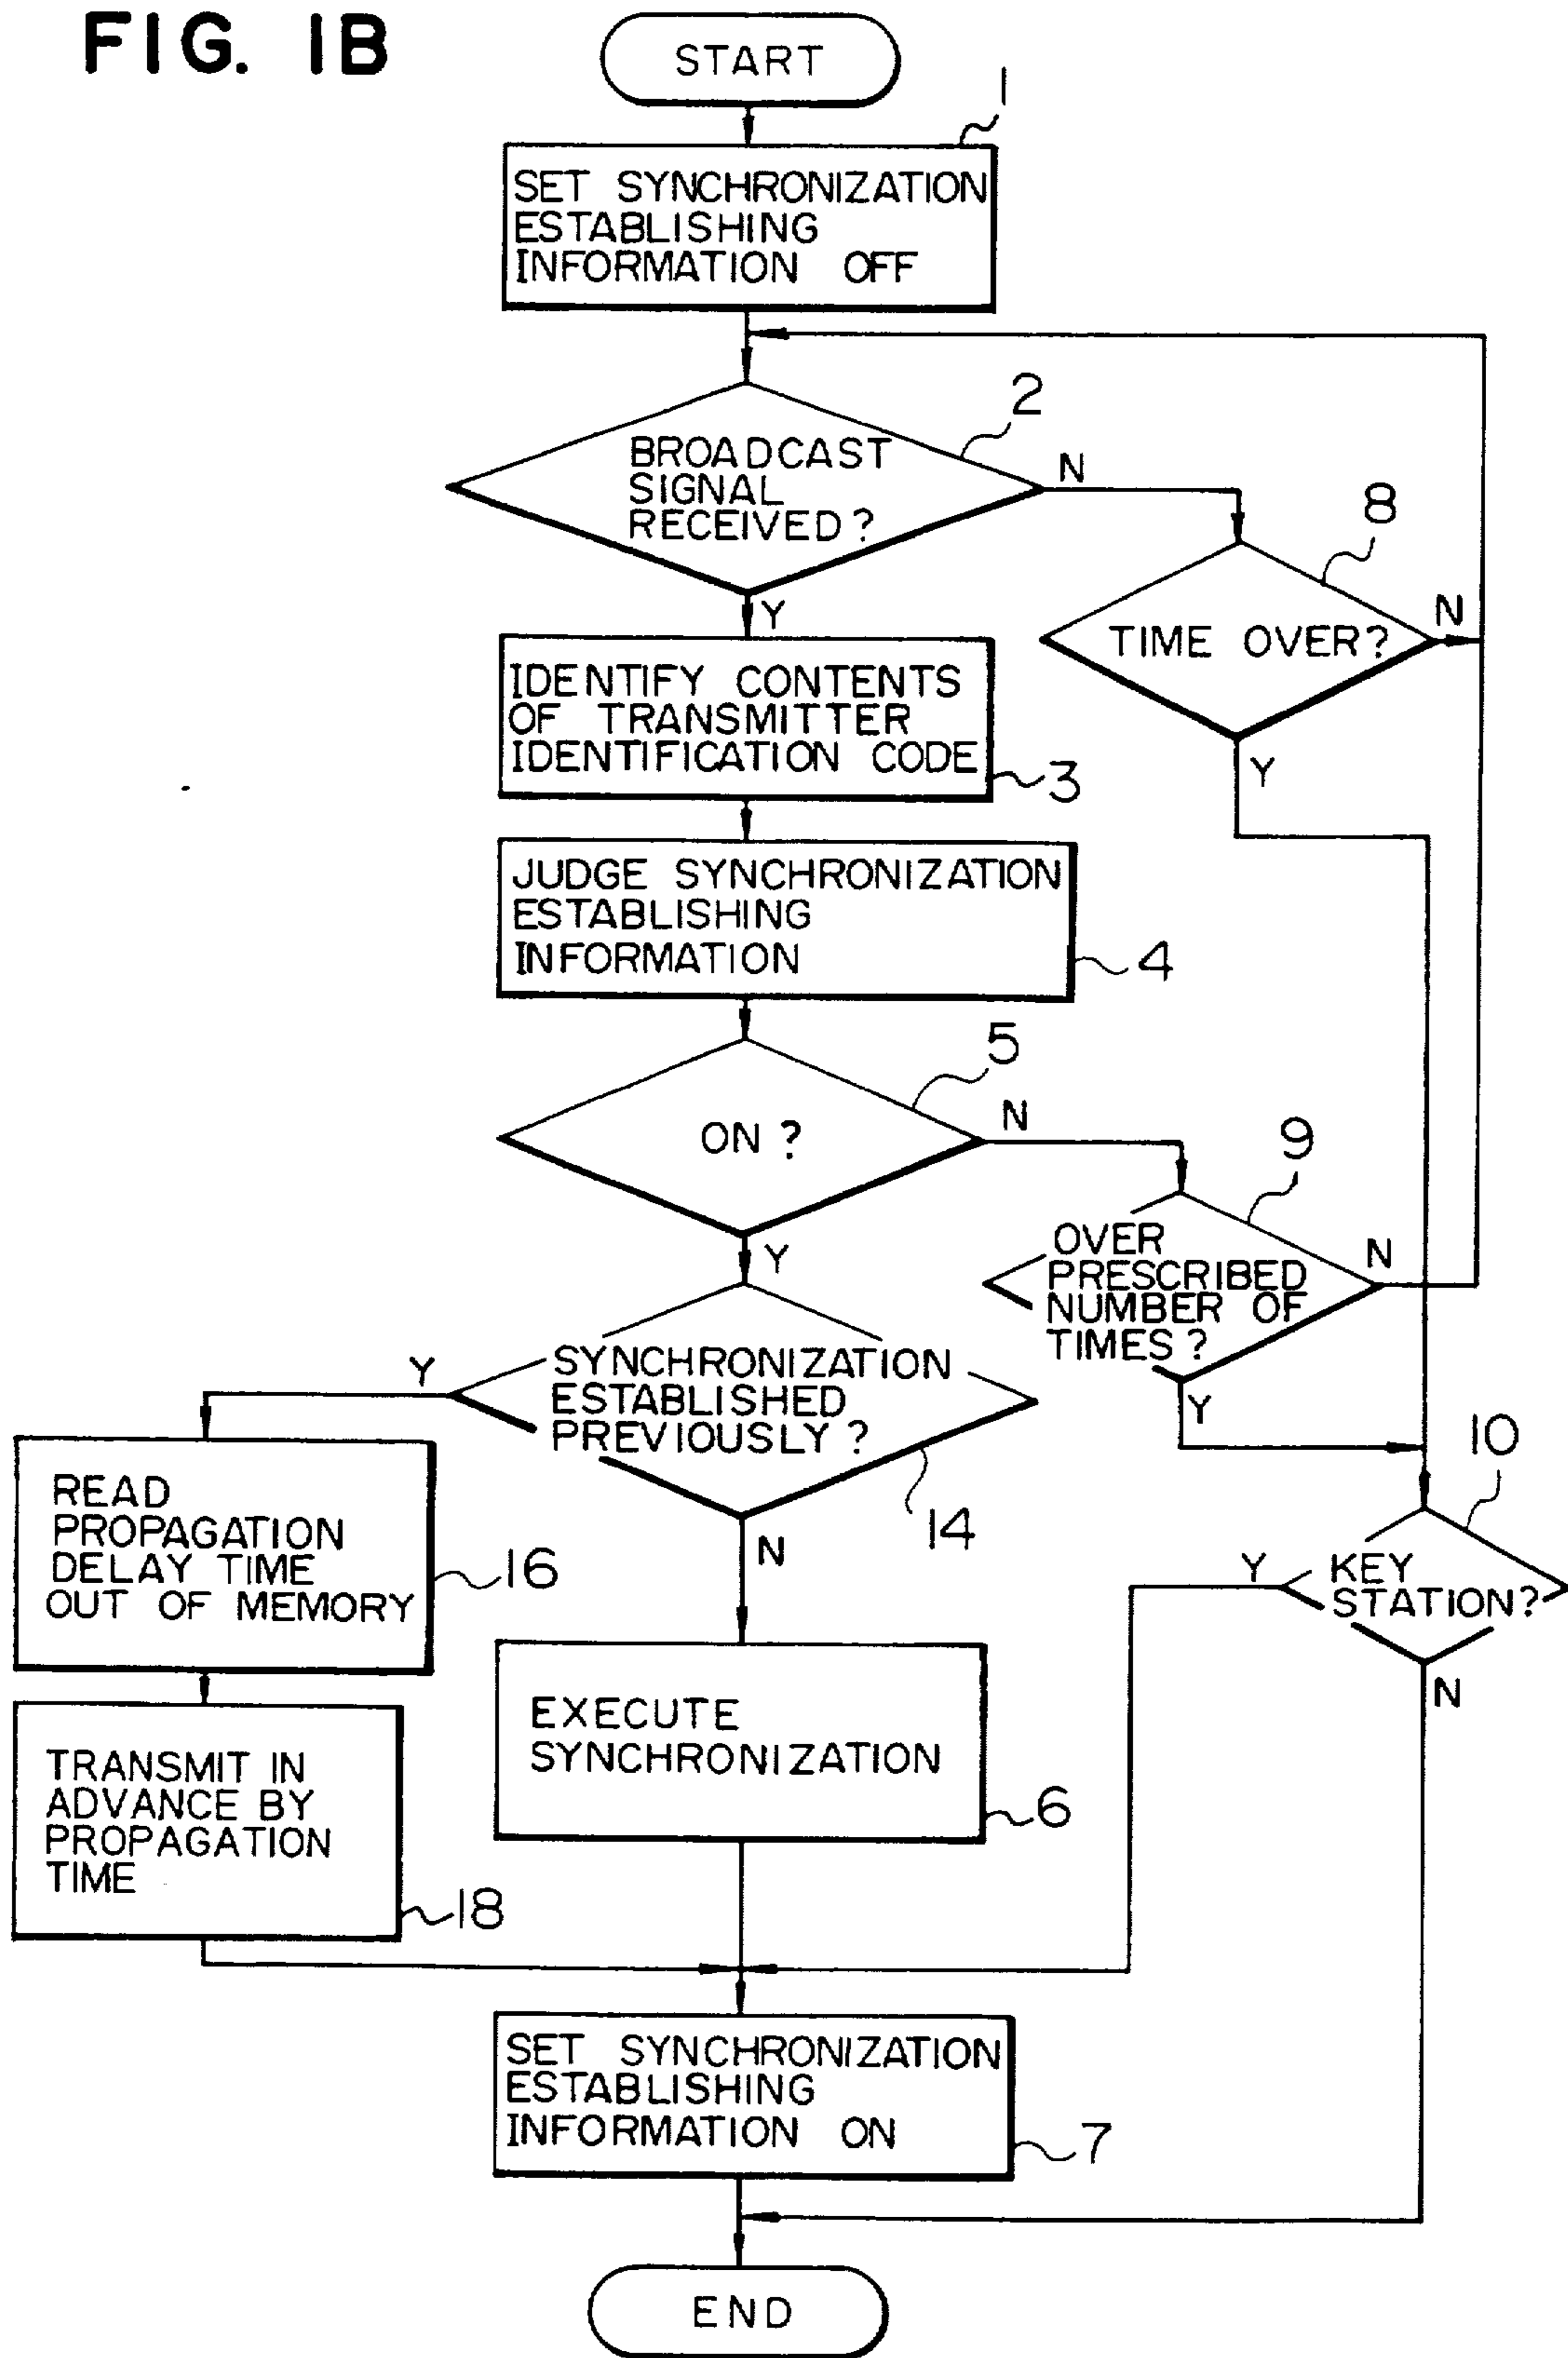 FIG. 1B
START
1
SET SYNCHRONIZATION
ESTABLISHING
INFORMATION OFF
2
BROADCAST
SIGNAL
RECEIVED?
N
8
Y
TIME OVER?
N
IDENTIFY CONTENTS
OF TRANSMITTER
IDENTIFICATION CODE
3
Y
JUDGE SYNCHRONIZATION
ESTABLISHING
INFORMATION
4
5
ON?
N
9
Y
OVER
PRESCRIBED
NUMBER OF
TIMES?
N
Y
SYNCHRONIZATION
ESTABLISHED
PREVIOUSLY?
Y
14
N
10
KEY
STATION?
Y
N
READ
PROPAGATION
DELAY TIME
OUT OF MEMORY
16
EXECUTE
SYNCHRONIZATION
6
TRANSMIT IN
ADVANCE BY
PROPAGATION
TIME
18
SET SYNCHRONIZATION
ESTABLISHING
INFORMATION ON
7
END